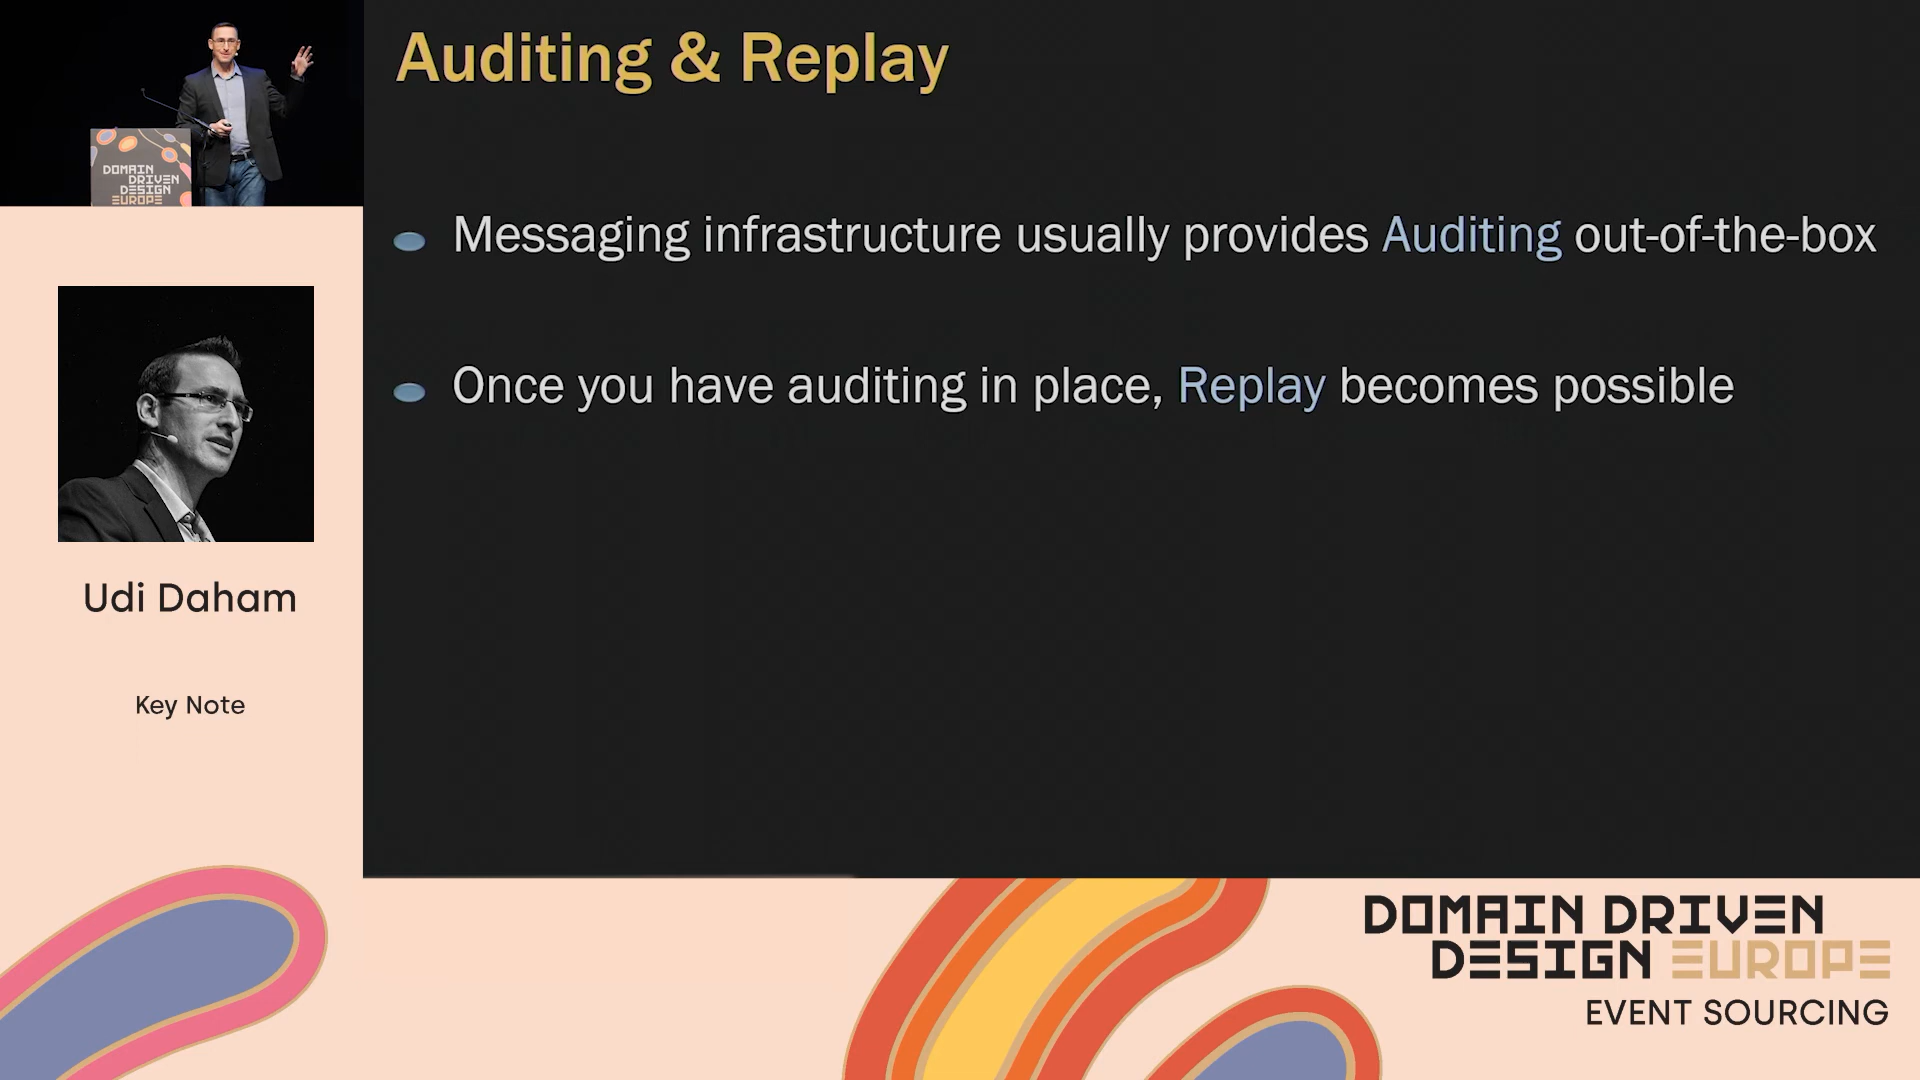 Auditing & Replay
Messaging infrastructure usually provides Auditing out-of-the-box
Once you have auditing in place, Replay becomes possible
DOMAIN
DRIVEN
DESIGN
EUROPE
Udi Daham
Key Note
DOMAIN DRIVEN
DESIGN EUROPE
EVENT SOURCING